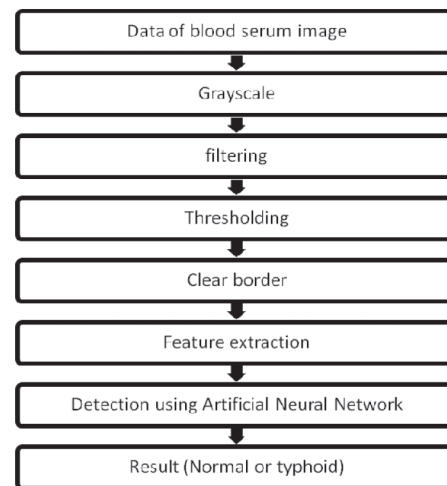 Data of blood serum image
Grayscale
filtering
Thresholding
Clear border
Feature extraction
Detection using Artificial Neural Network
Result (Normal or typhoid)